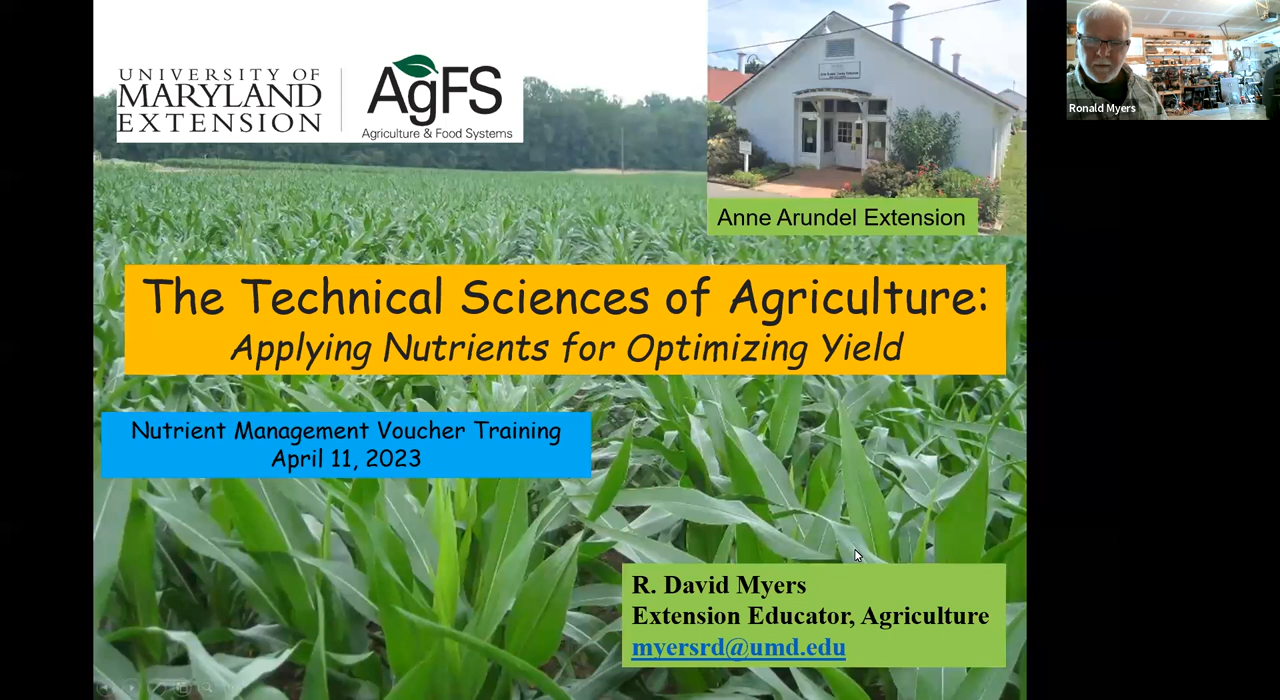 UNIVERSITY OF
MARYLAND
EXTENSION
AgFS
Agriculture & Food Systems
Anne Arundel Extension
Ronald Myers
The Technical Sciences of Agriculture:
Applying Nutrients for Optimizing Yield
Nutrient Management Voucher Training
April 11, 2023
R. David Myers
Extension Educator, Agriculture
myersrd@umd.edu